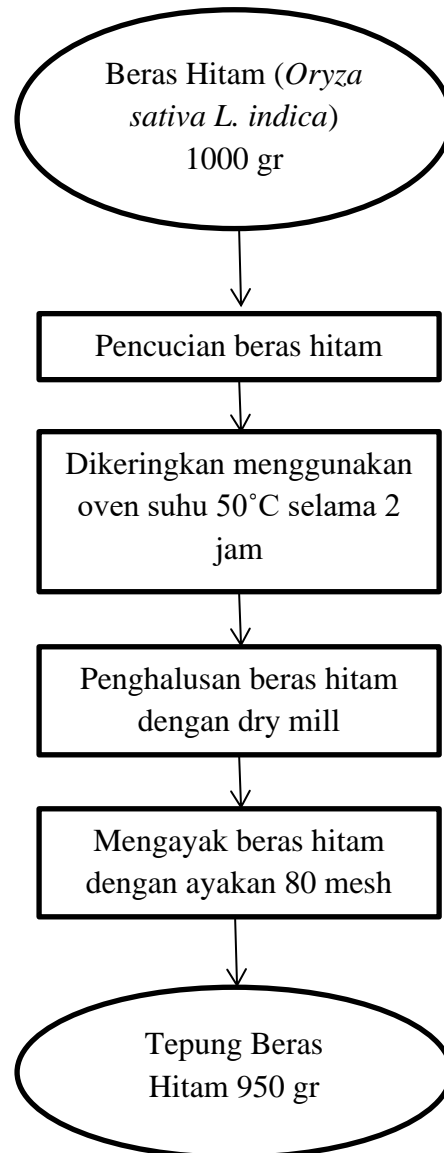 Beras Hitam (Oryza
sativa L. indica)
1000 gr
Pencucian beras hitam
Dikeringkan menggunakan
oven suhu 50˚C selama 2
jam
Penghalusan beras hitam
dengan dry mill
Mengayak beras hitam
dengan ayakan 80 mesh
Tepung Beras
Hitam 950 gr